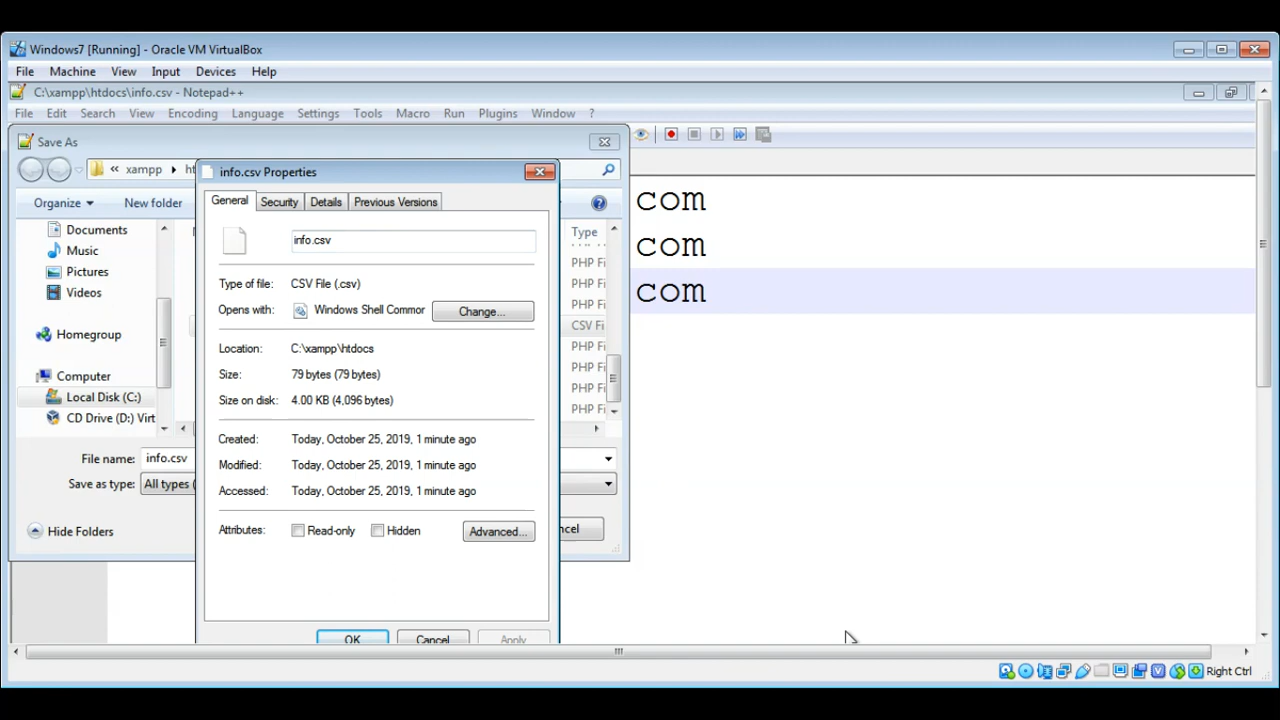 Windows7 [Running] - Oracle VM VirtualBox
File Machine View Input Devices Help
C:\xampp\htdocs\info.csv - Notepad++
File Edit Search View Encoding Language Settings Tools Macro Run Plugins Window ?
Save As
« xampp
info.csv Properties
Organize New folder
General Security Details Previous Versions
Type
com
com
com
Documents
Music
Pictures
Videos
Homegroup
Computer
Local Disk (C:)
CD Drive (D:) Virt
info.csv
Type of file: CSV File (.csv)
Opens with: Windows Shell Commor Change...
Location: C:\xampp\htdocs
Size: 79 bytes (79 bytes)
Size on disk: 4.00 KB (4,096 bytes)
Created: Today, October 25, 2019, 1 minute ago
Modified: Today, October 25, 2019, 1 minute ago
Accessed: Today, October 25, 2019, 1 minute ago
Attributes: Read-only Hidden Advanced...
OK Cancel Apply
PHP Fi
PHP Fi
PHP Fi
CSV Fi
PHP Fi
PHP Fi
PHP Fi
PHP Fi
File name: info.csv
Save as type: All types (
Hide Folders
ncel
Right Ctrl